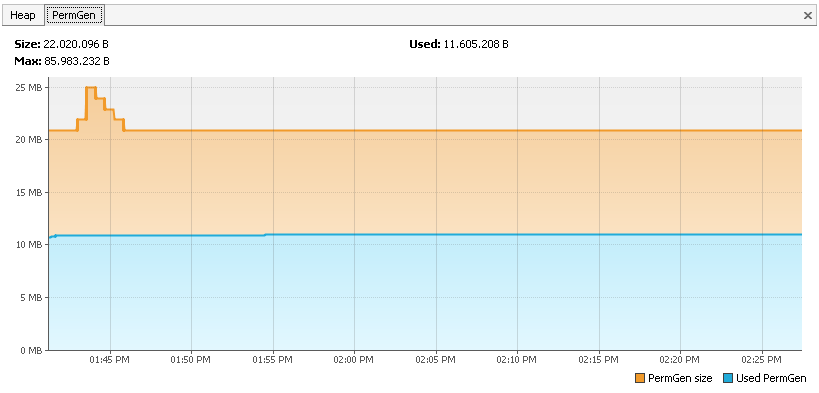 Heap PermGen
Size: 22.020.096 B Used: 11.605.208 B
Max: 85.983.232 B
25 MB
20 MB
15 MB
10 MB
5 MB
0 MB
01:45 PM 01:50 PM 01:55 PM 02:00 PM 02:05 PM 02:10 PM 02:15 PM 02:20 PM 02:25 PM
PermGen size Used PermGen